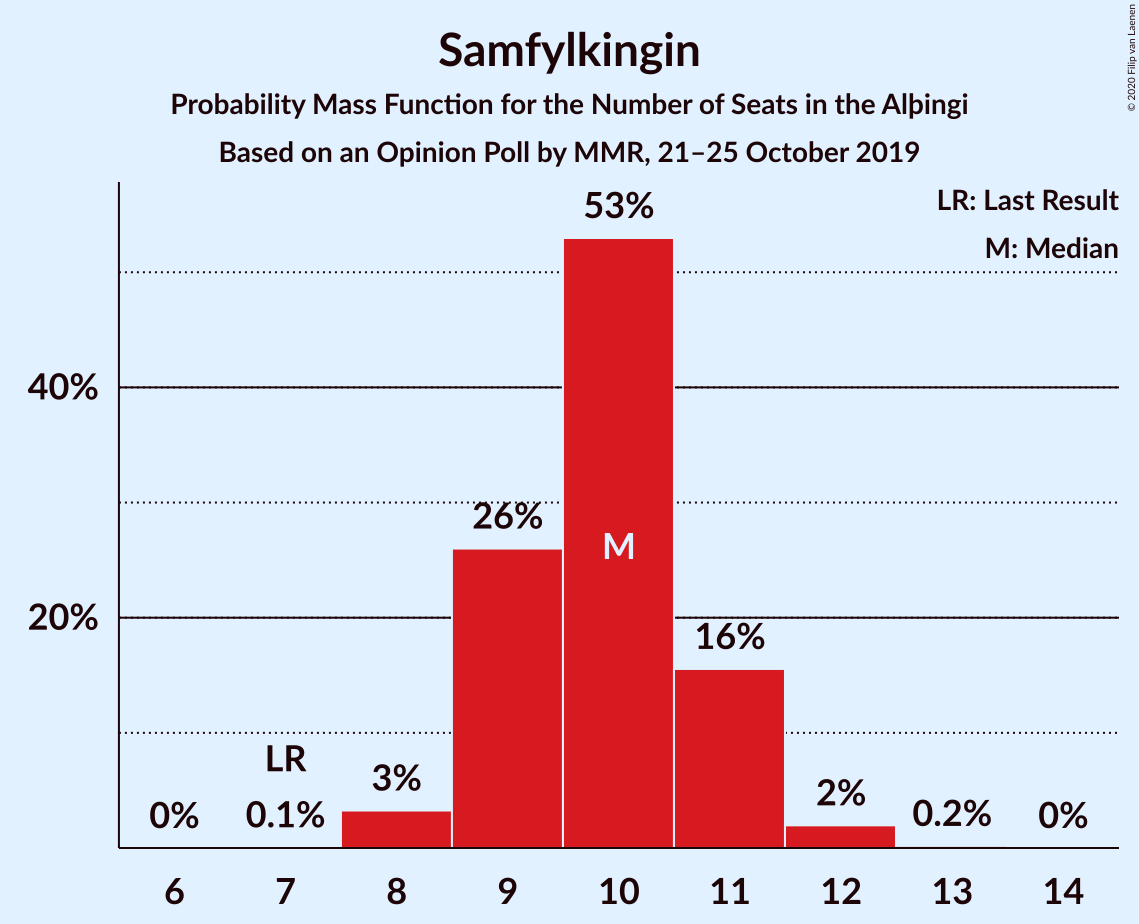 Samfylkingin
Probability Mass Function for the Number of Seats in the Alþingi
Based on an Opinion Poll by MMR, 21–25 October 2019
© 2020 Filip van Laenen
LR: Last Result
M: Median
53%
40%
26%
M
20%
16%
LR
3%
2%
0%
0.1%
0.2%
0%
6 7 8 9 10 11 12 13 14